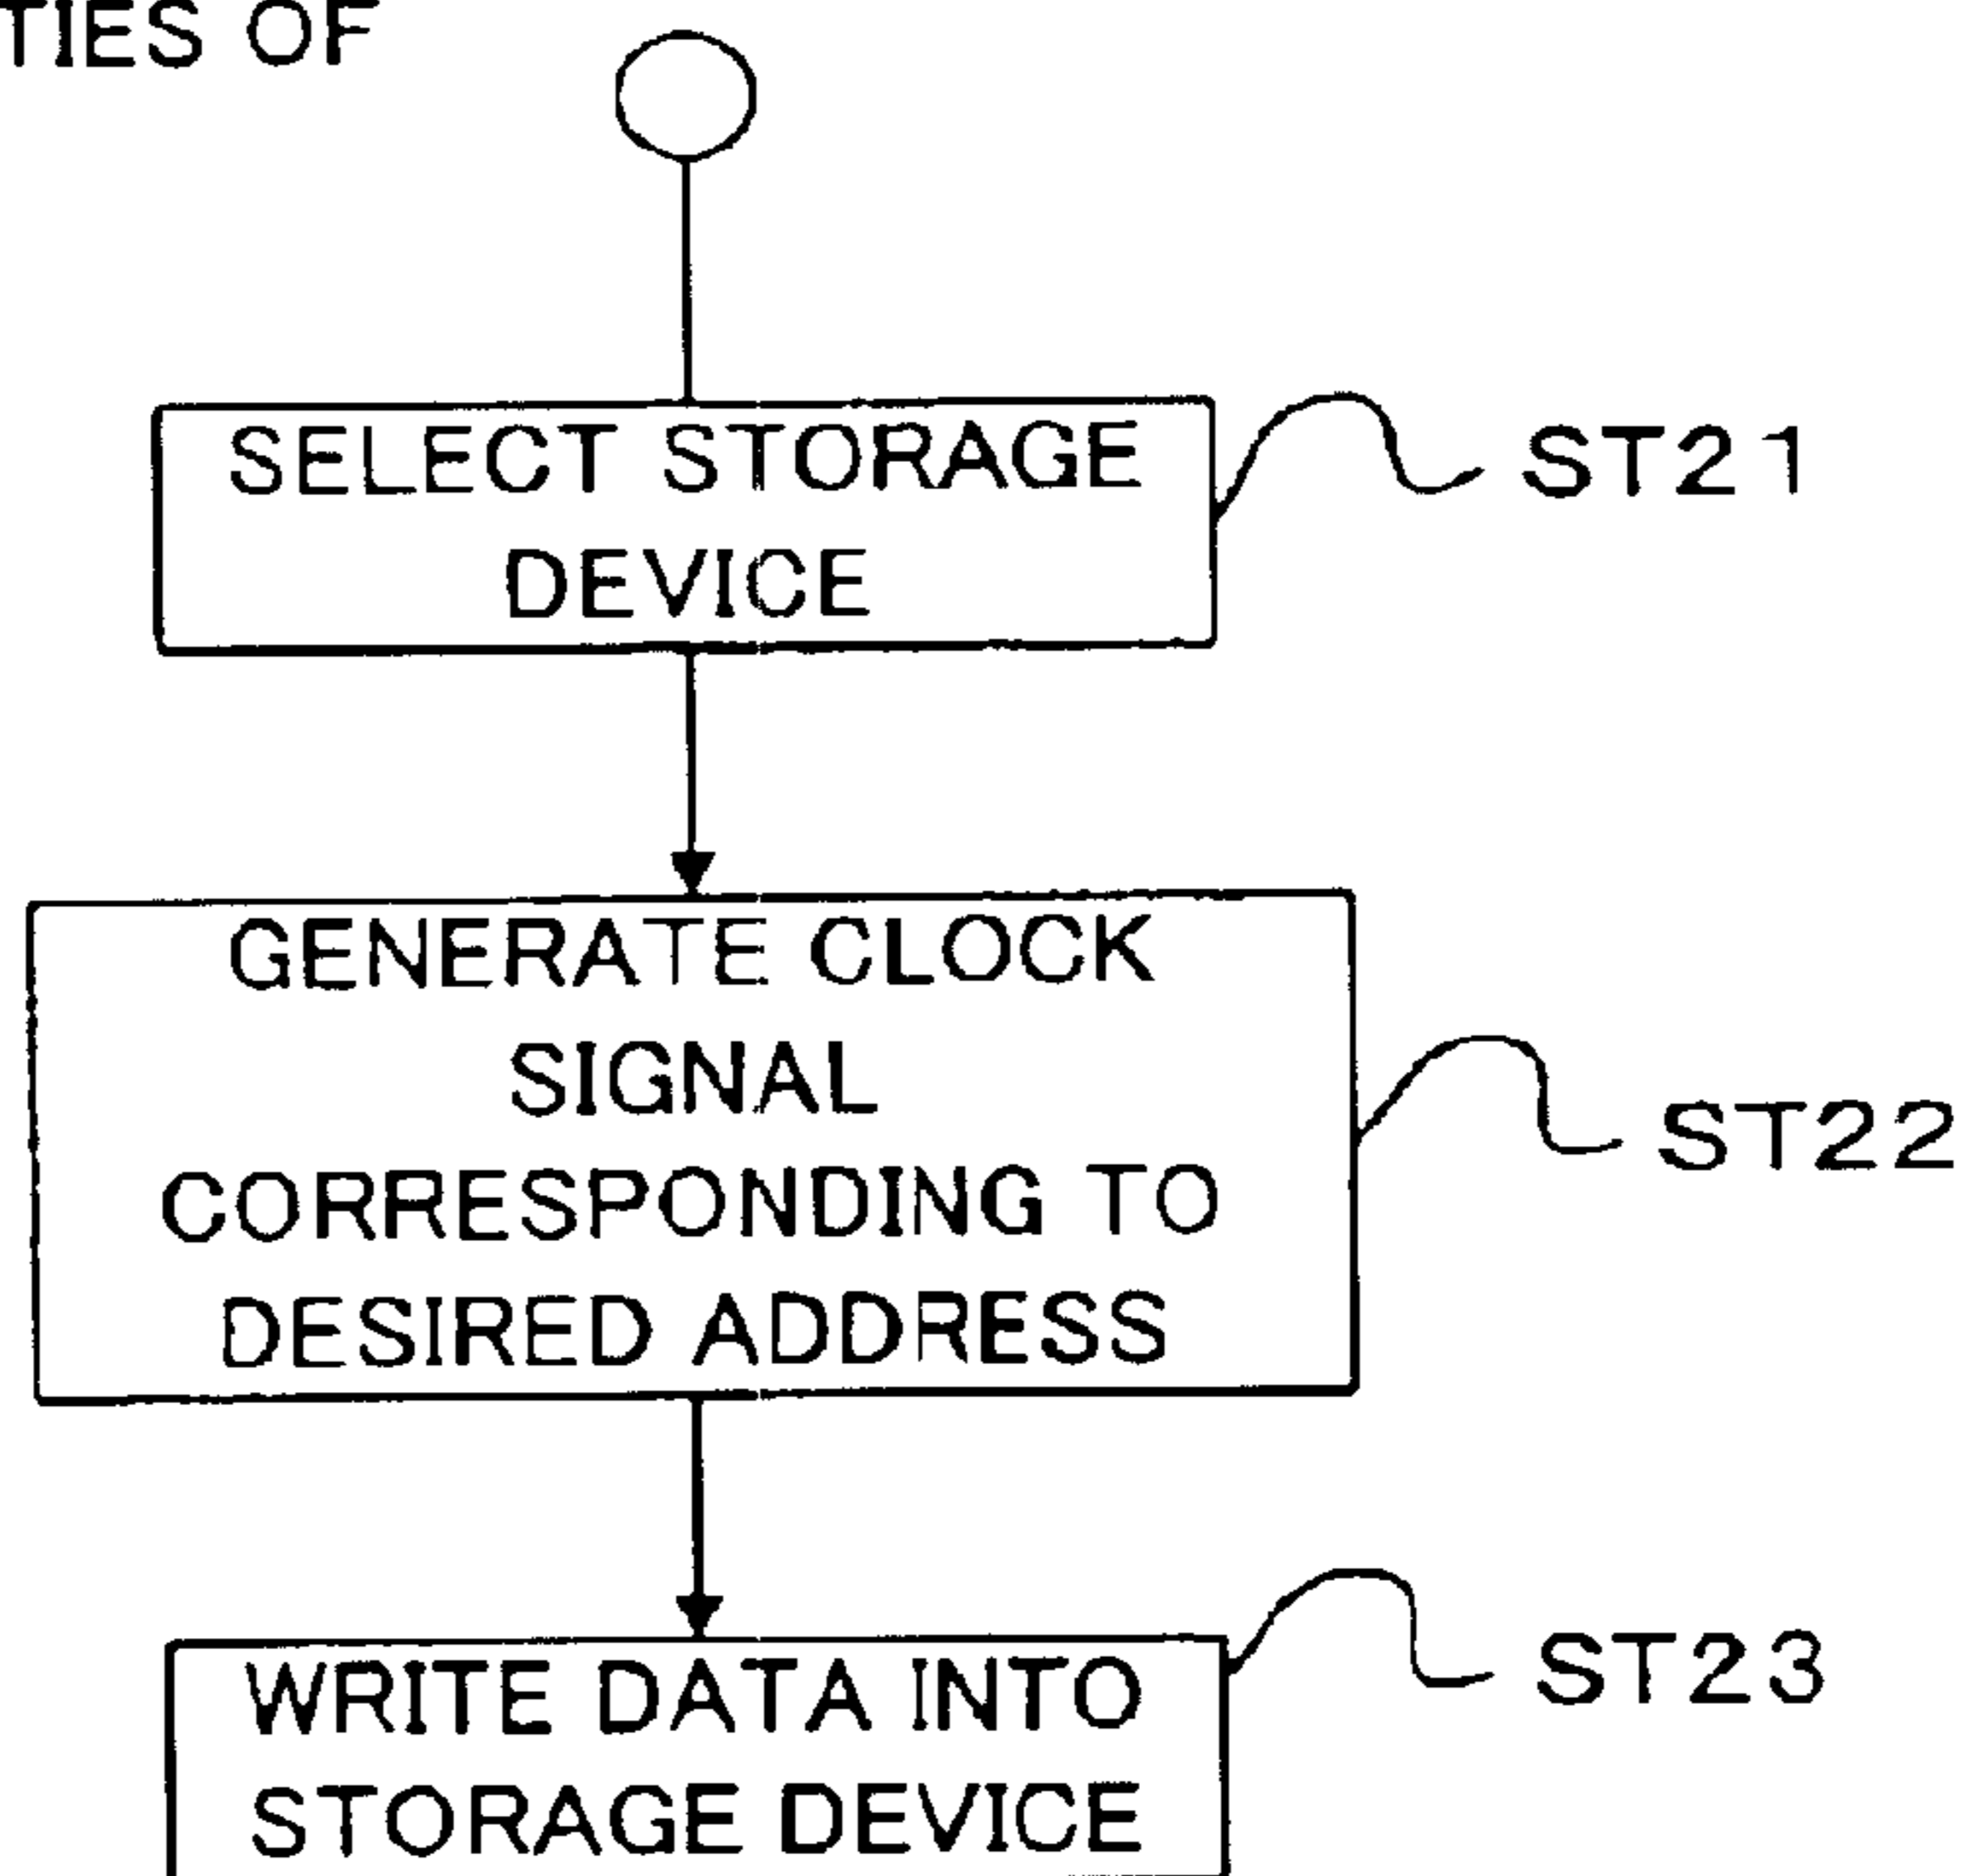 OF
SELECT STORAGE
DEVICE
ST21
GENERATE CLOCK
SIGNAL
CORRESPONDING TO
DESIRED ADDRESS
ST22
WRITE DATA INTO
STORAGE DEVICE
ST23